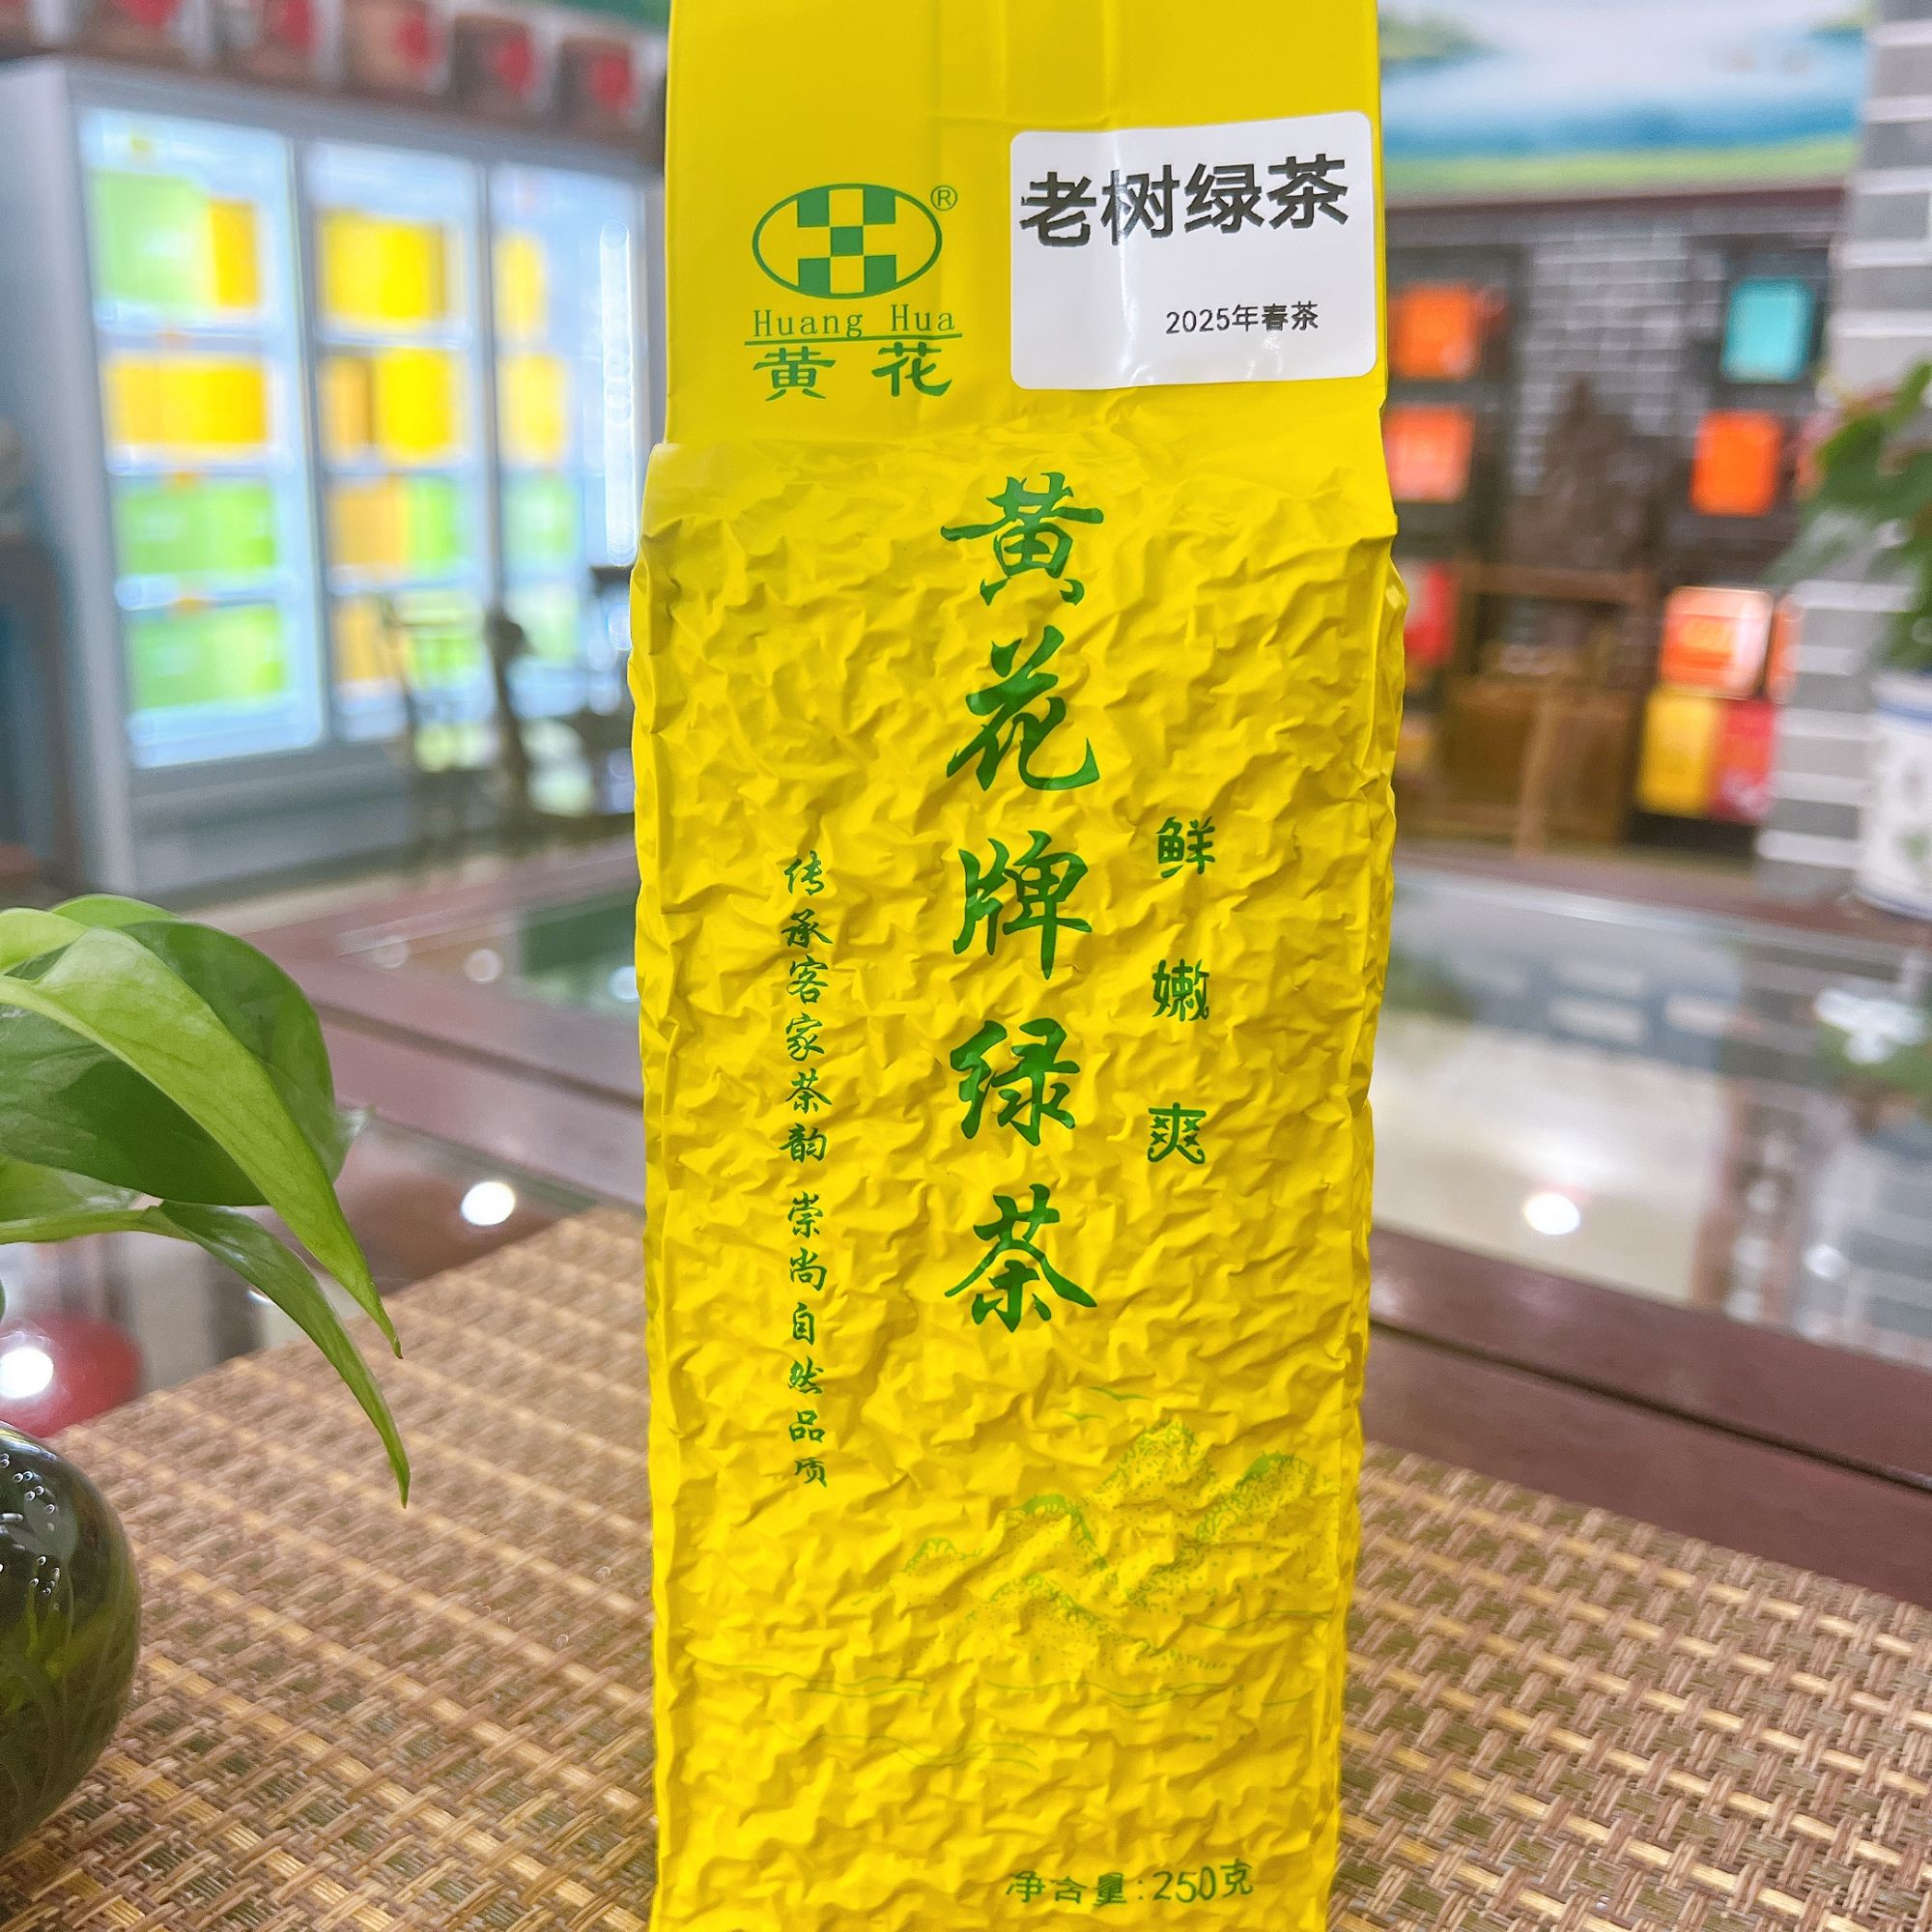 ®
Huang Hua
黄花
老树绿茶
2025年春茶
黄花牌绿茶
鲜嫩爽
传承客家茶韵 崇尚自然品质
净含量:250克